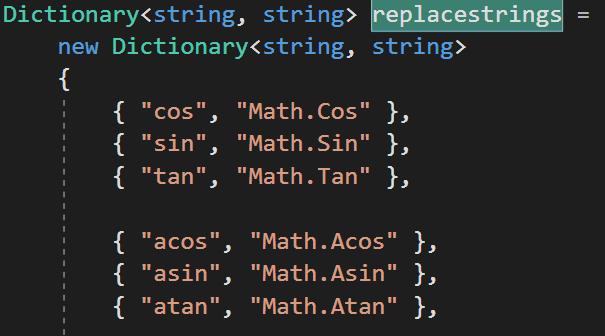 Dictionary<string, string> replacestrings =
new Dictionary<string, string>
{
{ "cos", "Math.Cos" },
{ "sin", "Math.Sin" },
{ "tan", "Math.Tan" },
{ "acos", "Math.Acos" },
{ "asin", "Math.Asin" },
{ "atan", "Math.Atan" },